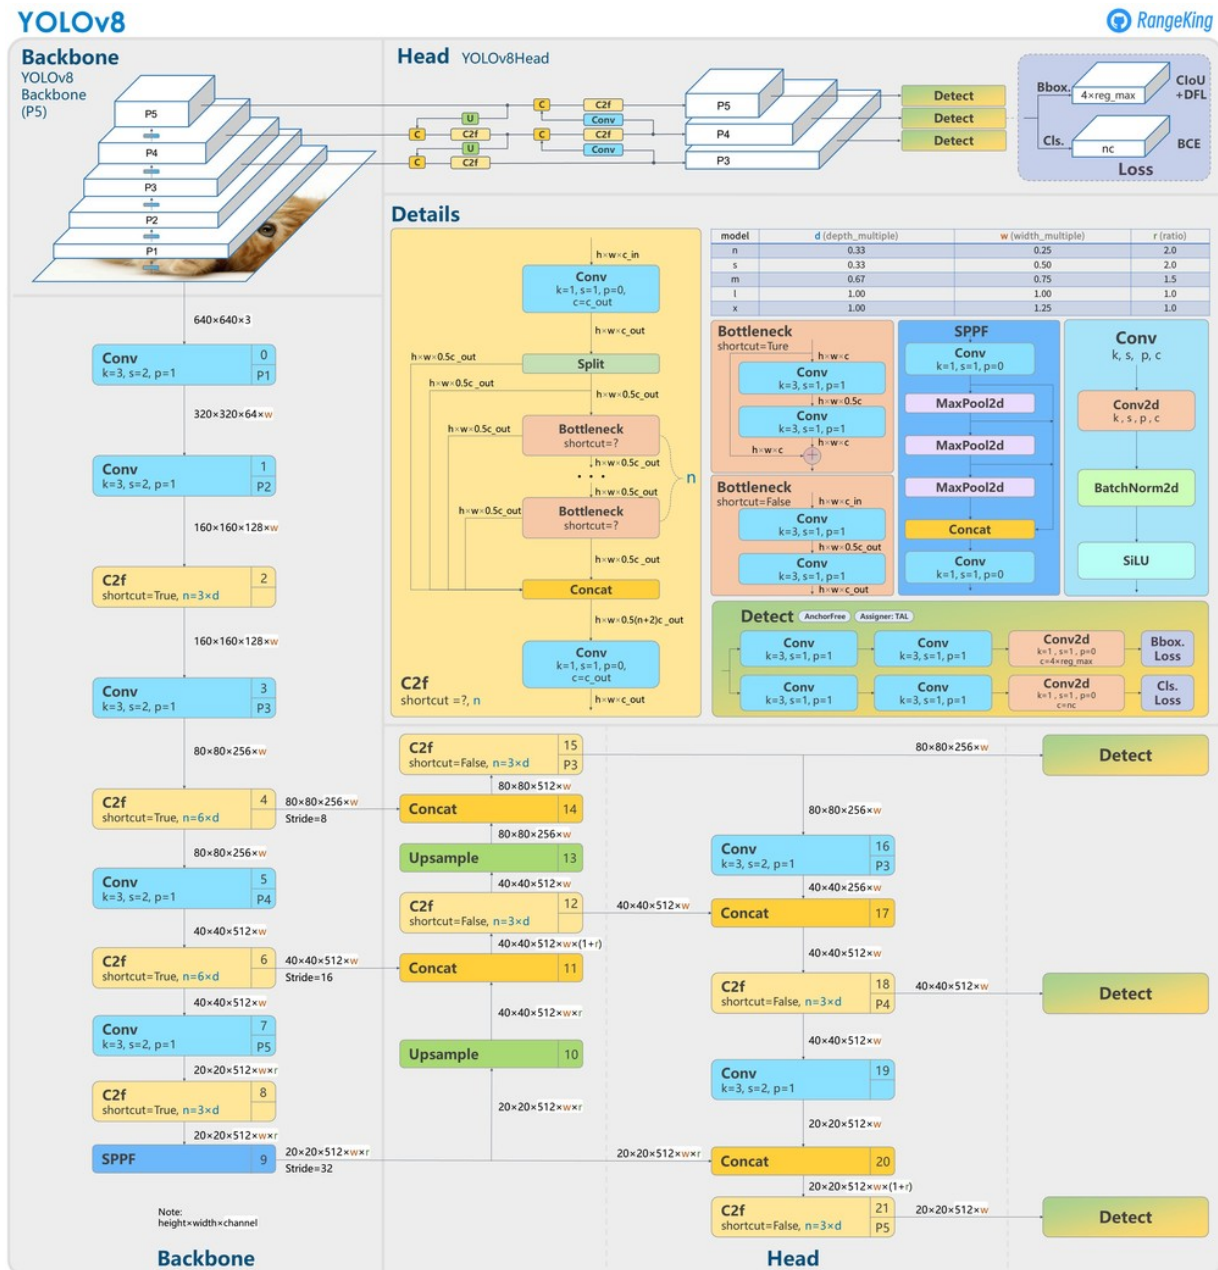 YOLOv8
RangeKing
Backbone
YOLOv8
Backbone
(P5)
P5
P4
P3
P2
P1
Head YOLOv8Head
U
C
C2f
U
C
C2f
C
C2f
Conv
C
C2f
Conv
P5
P4
P3
Detect
Detect
Detect
Bbox.
4×reg_max
CIoU
+DFL
Cls.
nc
BCE
Loss
640×640×3
Conv
k=3, s=2, p=1
0
P1
320×320×64×w
Conv
k=3, s=2, p=1
1
P2
160×160×128×w
C2f
shortcut=True, n=3×d
2
160×160×128×w
Conv
k=3, s=2, p=1
3
P3
80×80×256×w
C2f
shortcut=True, n=6×d
4
80×80×256×w
Stride=8
80×80×256×w
Conv
k=3, s=2, p=1
5
P4
40×40×512×w
C2f
shortcut=True, n=6×d
6
40×40×512×w
Stride=16
40×40×512×w
Conv
k=3, s=2, p=1
7
P5
20×20×512×w×r
C2f
shortcut=True, n=3×d
8
20×20×512×w×r
SPPF
9
20×20×512×w×r
Stride=32
Note:
height×width×channel
Backbone
Details
h×w×c_in
Conv
k=1, s=1, p=0,
c=c_out
h×w×c_out
h×w×0.5c_out
Split
h×w×0.5c_out
h×w×0.5c_out
h×w×0.5c_out
Bottleneck
shortcut=?
h×w×0.5c_out
. . .
n
h×w×0.5c_out
h×w×0.5c_out
Bottleneck
shortcut=?
h×w×0.5c_out
Concat
h×w×0.5(n+2)c_out
Conv
k=1, s=1, p=0,
c=c_out
C2f
shortcut =?, n
h×w×c_out
model d (depth_multiple) w (width_multiple) r (ratio)
n 0.33 0.25 2.0
s 0.33 0.50 2.0
m 0.67 0.75 1.5
l 1.00 1.00 1.0
x 1.00 1.25 1.0
Bottleneck
shortcut=Ture
h×w×c
Conv
k=3, s=1, p=1
h×w×0.5c
Conv
k=3, s=1, p=1
h×w×c
h×w×c
+
Bottleneck
shortcut=False
h×w×c_in
Conv
k=3, s=1, p=1
h×w×0.5c_out
Conv
k=3, s=1, p=1
h×w×c_out
SPPF
Conv
k=1, s=1, p=0
MaxPool2d
MaxPool2d
MaxPool2d
Concat
Conv
k=1, s=1, p=0
Conv
k, s, p, c
Conv2d
k , s , p , c
BatchNorm2d
SiLU
Detect AnchorFree Assigner: TAL
Conv
k=3, s=1, p=1
Conv
k=3, s=1, p=1
Conv2d
k=1 , s=1 , p=0
c=4×reg_max
Bbox.
Loss
Conv
k=3, s=1, p=1
Conv
k=3, s=1, p=1
Conv2d
k=1 , s=1 , p=0
c=nc
Cls.
Loss
C2f
shortcut=False, n=3×d
15
P3
80×80×256×w
Detect
80×80×512×w
Concat
14
80×80×256×w
Upsample
13
40×40×512×w
C2f
shortcut=False, n=3×d
12
40×40×512×w
40×40×512×w×(1+r)
Concat
11
40×40×512×w×r
Upsample
10
20×20×512×w×r
80×80×256×w
Conv
k=3, s=2, p=1
16
P3
40×40×256×w
Concat
17
40×40×512×w
C2f
shortcut=False, n=3×d
18
P4
40×40×512×w
Detect
40×40×512×w
Conv
k=3, s=2, p=1
19
20×20×512×w
20×20×512×w×r
Concat
20
20×20×512×w×(1+r)
C2f
shortcut=False, n=3×d
21
P5
20×20×512×w
Detect
Head